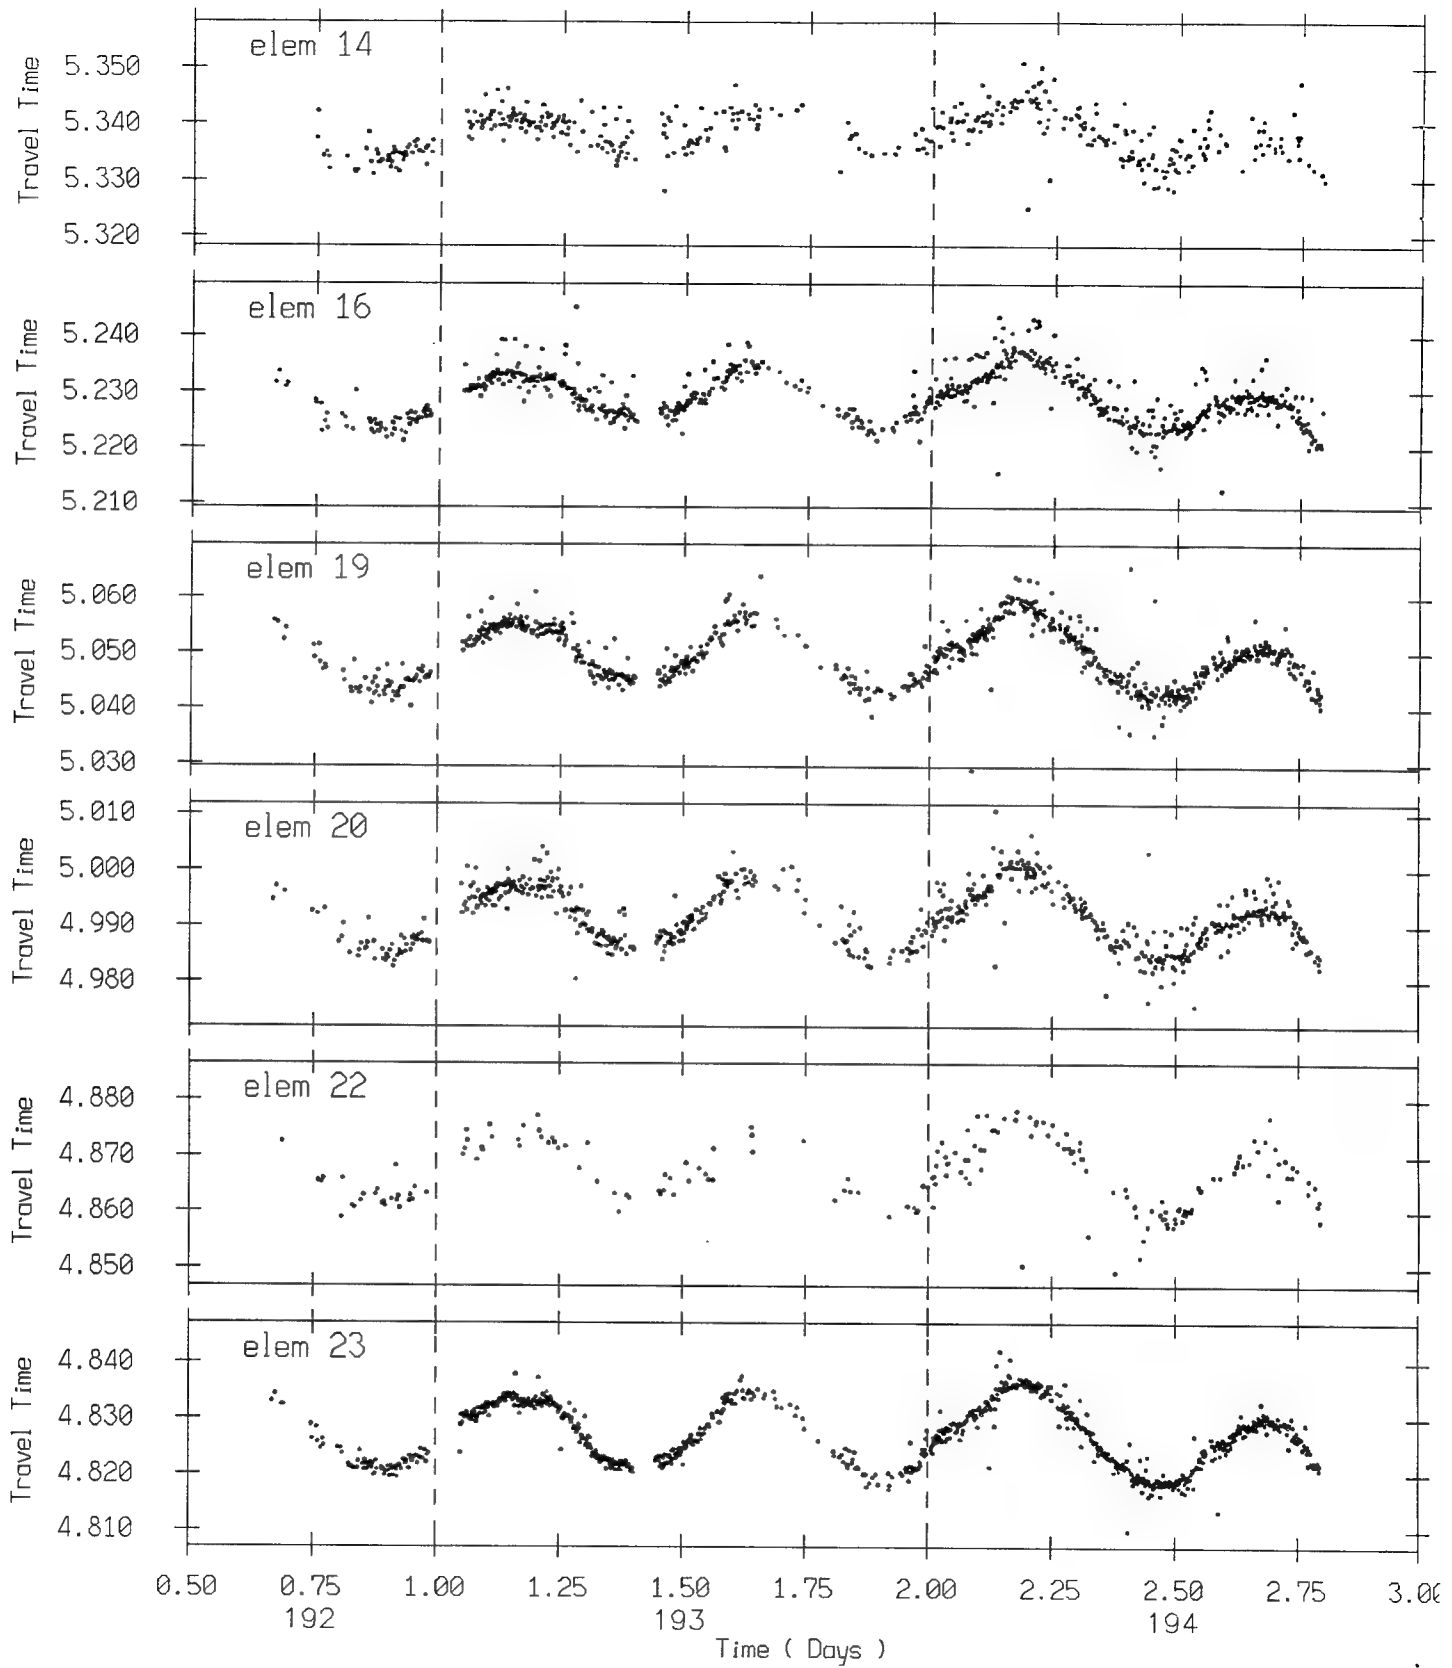 elem 14
5.350
5.340
5.330
5.320
Travel Time
elem 16
5.240
5.230
5.220
5.210
Travel Time
elem 19
5.060
5.050
5.040
5.030
Travel Time
elem 20
5.010
5.000
4.990
4.980
Travel Time
elem 22
4.880
4.870
4.860
4.850
Travel Time
elem 23
4.840
4.830
4.820
4.810
Travel Time
0.50 0.75 1.00 1.25 1.50 1.75 2.00 2.25 2.50 2.75 3.00
192 193 194
Time ( Days )